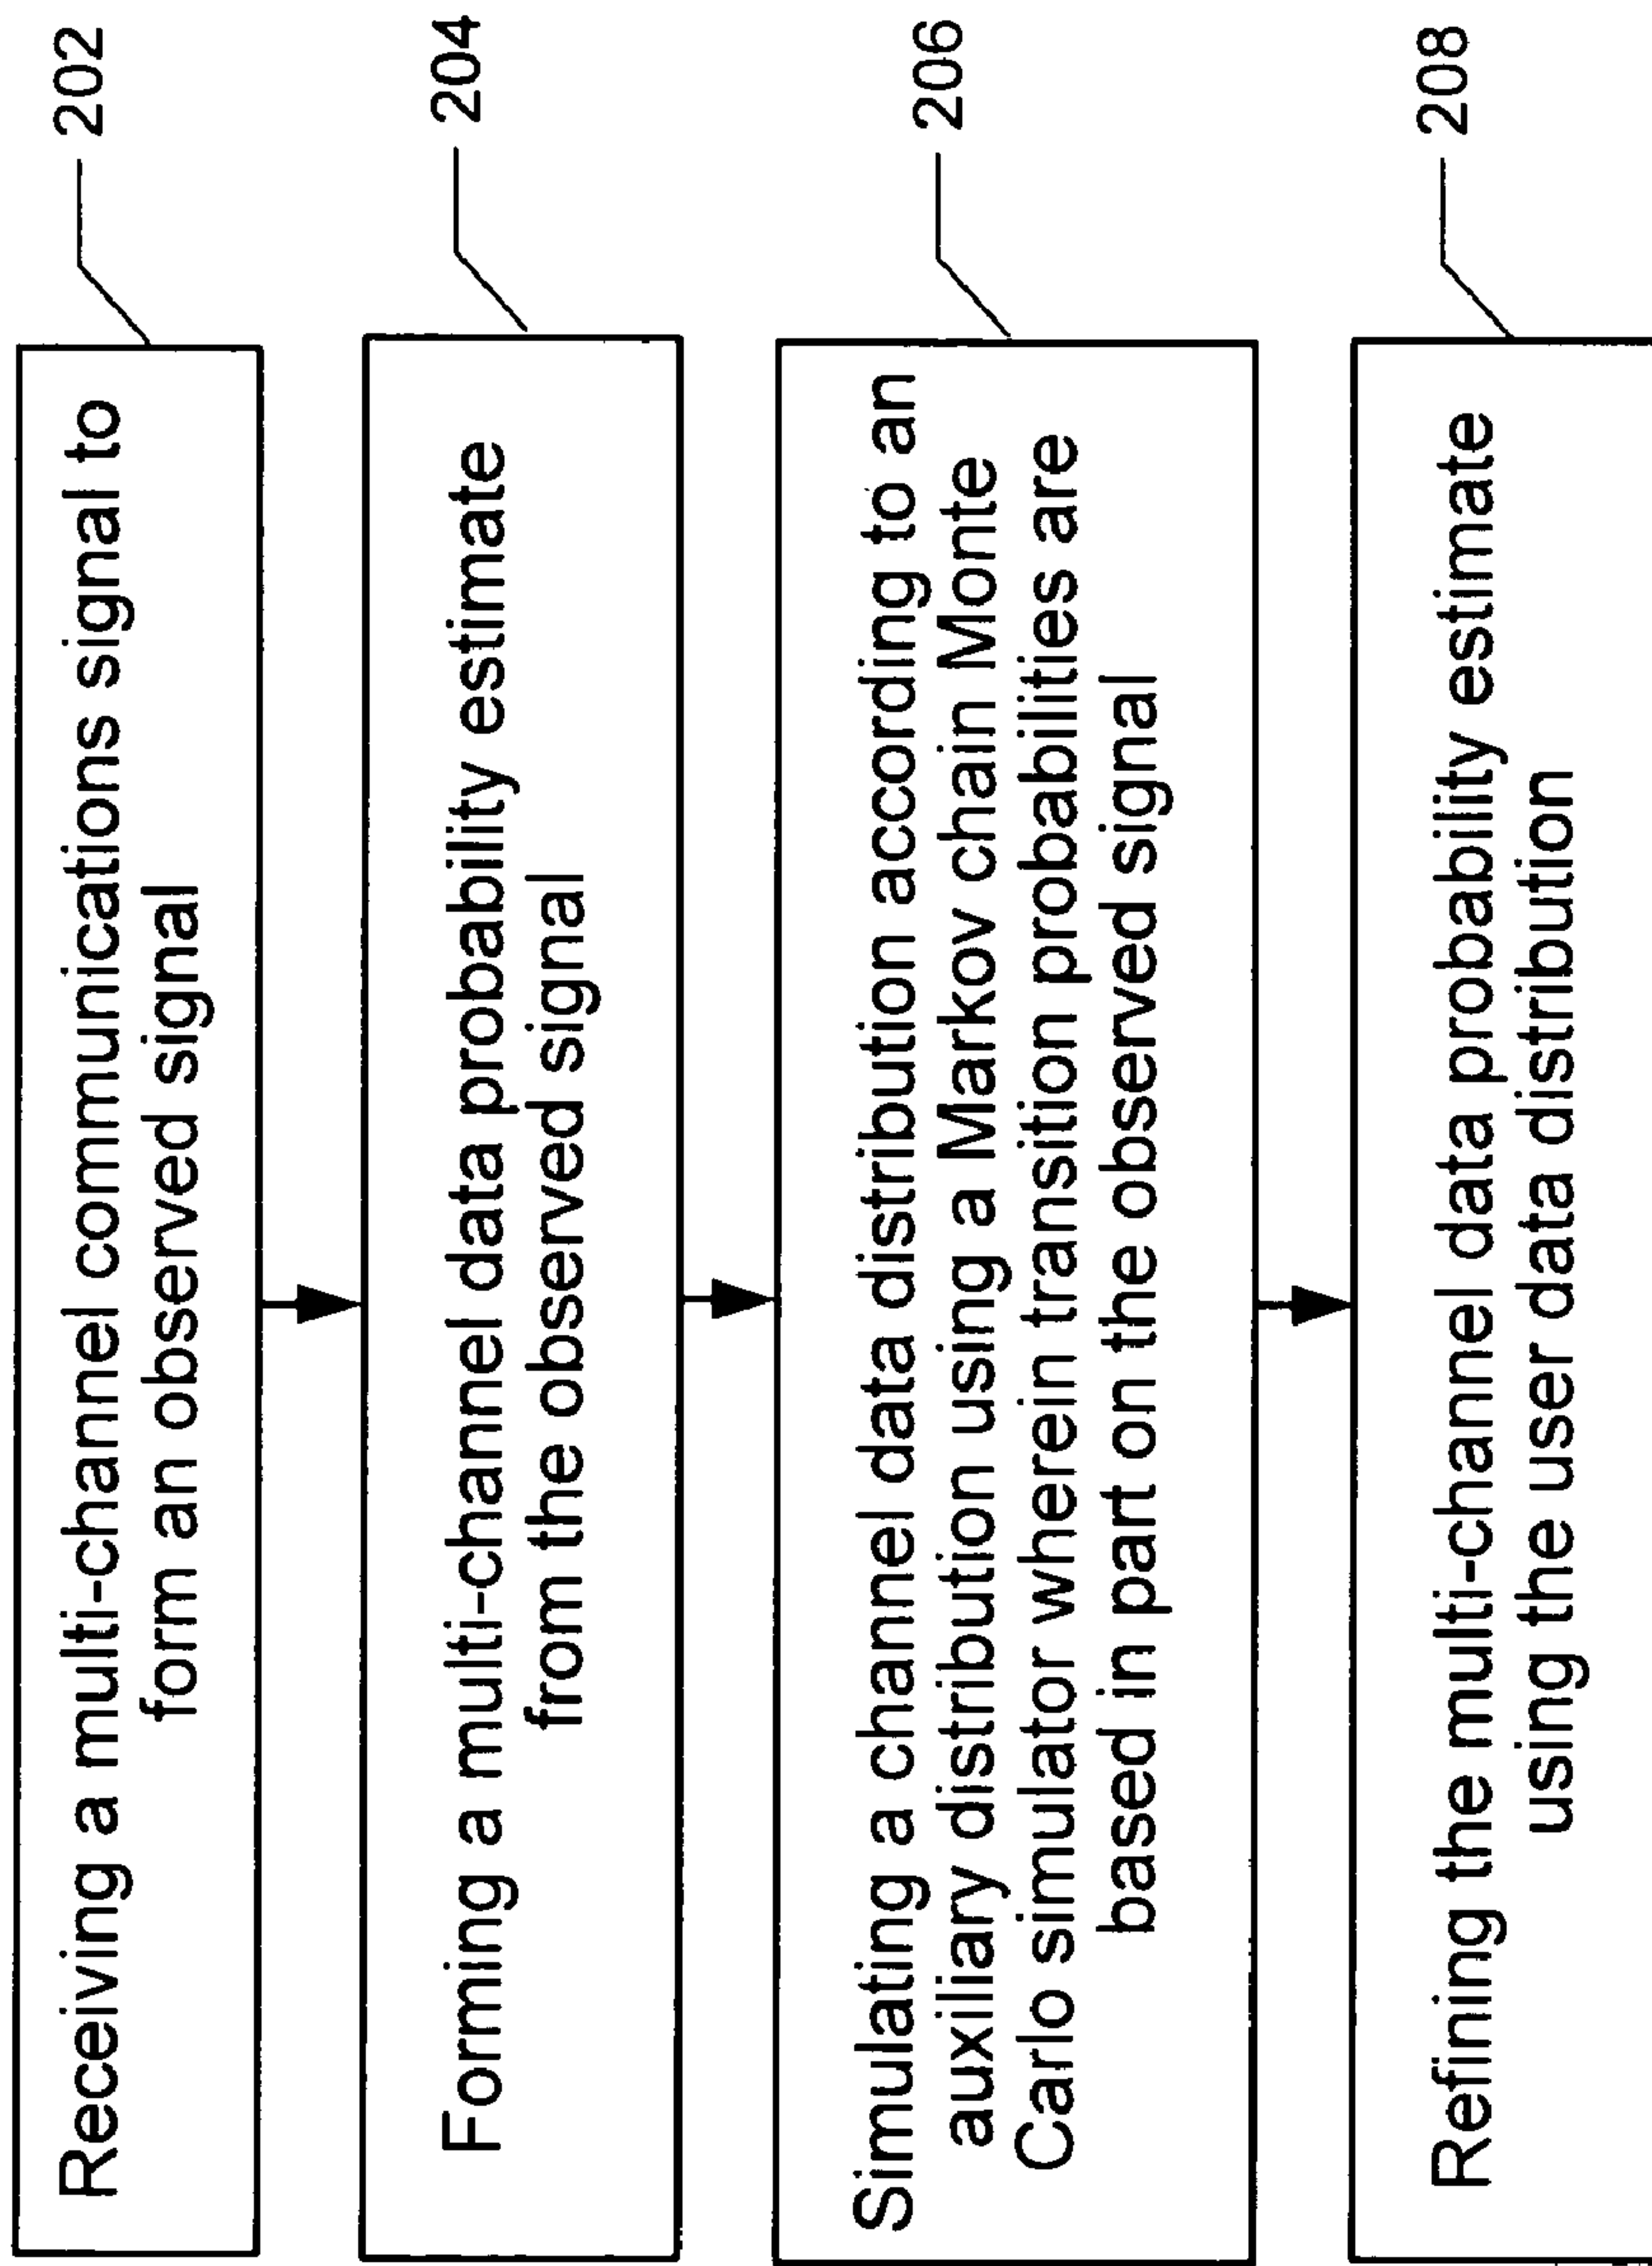 Receiving a multi-channel communications signal to
form an observed signal
202
Forming a multi-channel data probability estimate
from the observed signal
204
Simulating a channel data distribution according to an
auxiliary distribution using a Markov chain Monte
Carlo simulator wherein transition probabilities are
based in part on the observed signal
206
Refining the multi-channel data probability estimate
using the user data distribution
208